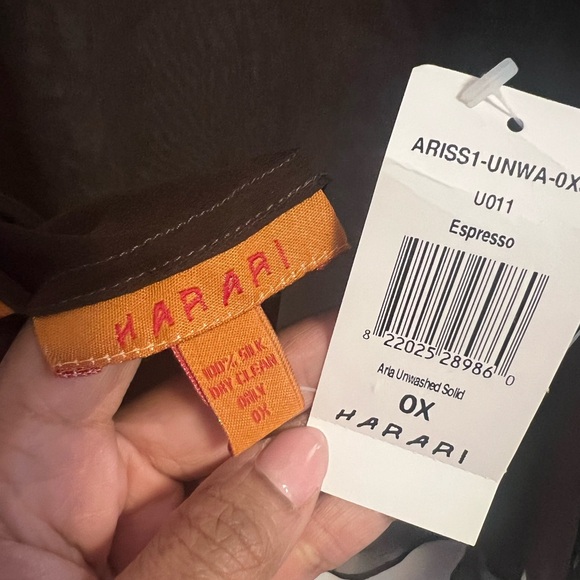 HARARI
100% SILK
DRY CLEAN
ONLY
0X
ARISS1-UNWA-0X
U011
Espresso
8 22025 28986 0
Aria Unwashed Solid
0X
HARARI